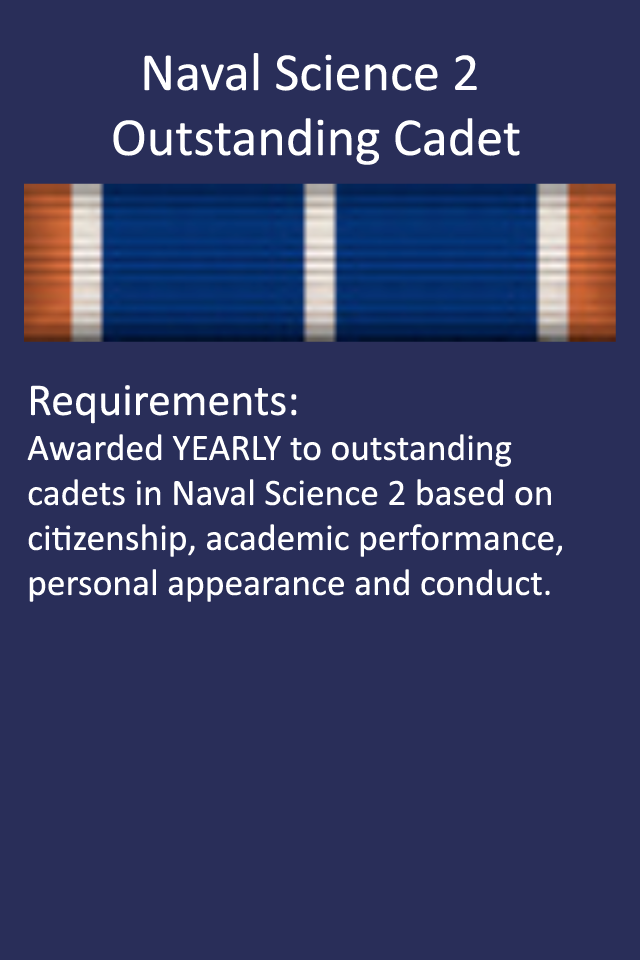 Naval Science 2
Outstanding Cadet
Requirements:
Awarded YEARLY to outstanding
cadets in Naval Science 2 based on
citizenship, academic performance,
personal appearance and conduct.